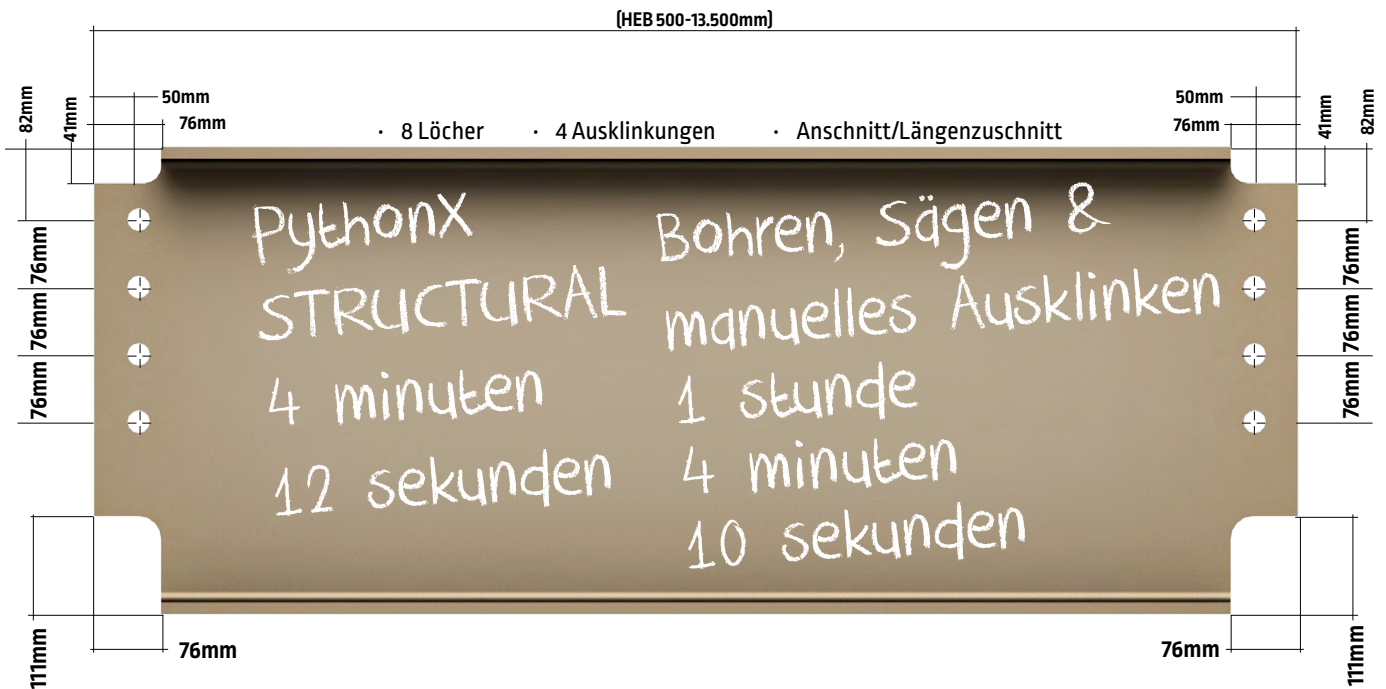 (HEB 500-13.500mm)
50mm
50mm
82mm
41mm
76mm
76mm
41mm
82mm
· 8 Löcher · 4 Ausklinkungen · Anschnitt/Längenzuschnitt
PythonX
STRUCTURAL
4 minuten
12 sekunden
Bohren, Sägen &
manuelles Ausklinken
1 stunde
4 minuten
10 sekunden
76mm
76mm
76mm
76mm
76mm
76mm
111mm
76mm
76mm
111mm